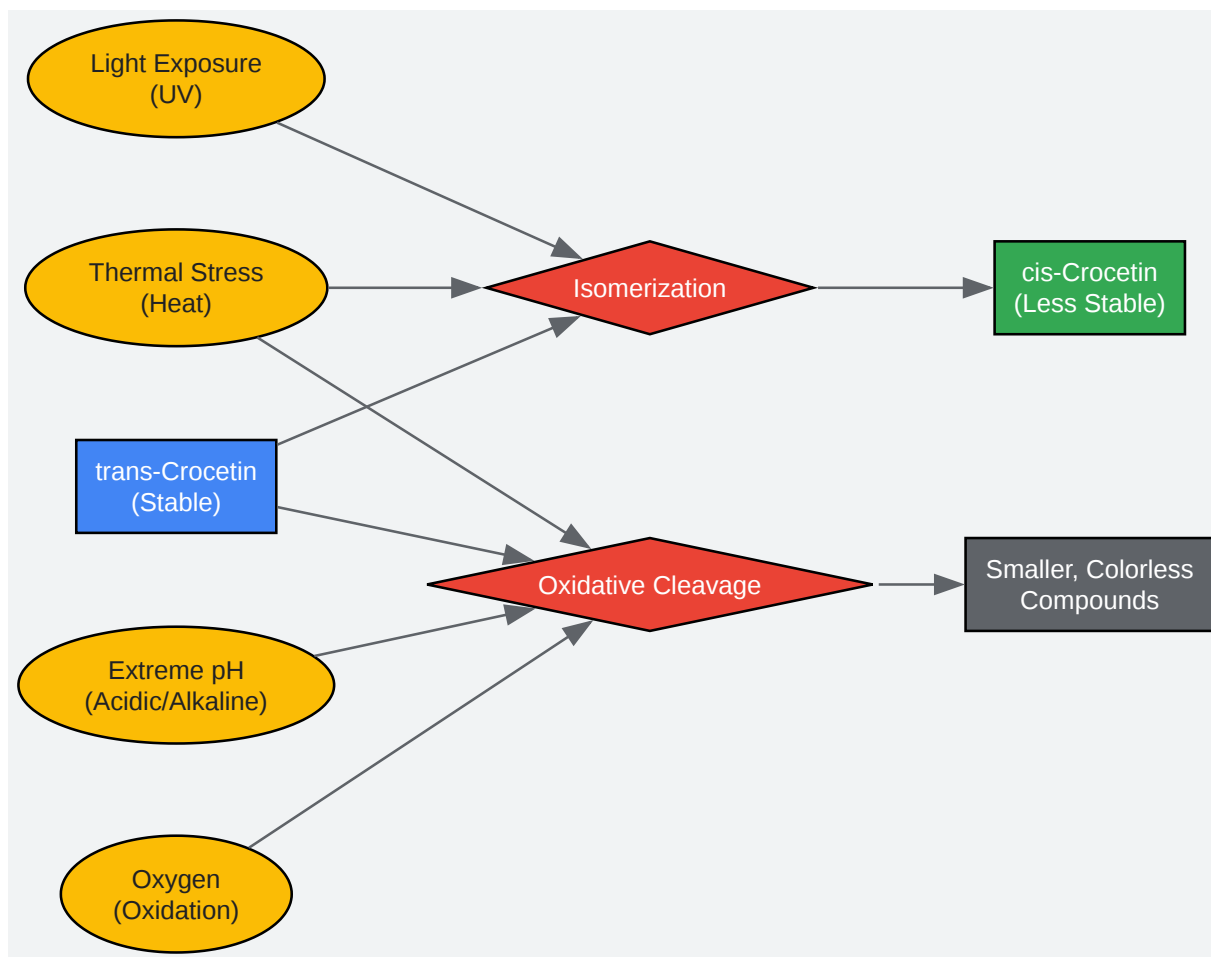 Light Exposure
(UV)
Thermal Stress
(Heat)
Isomerization
cis-Crocetin
(Less Stable)
trans-Crocetin
(Stable)
Oxidative Cleavage
Smaller, Colorless
Compounds
Extreme pH
(Acidic/Alkaline)
Oxygen
(Oxidation)